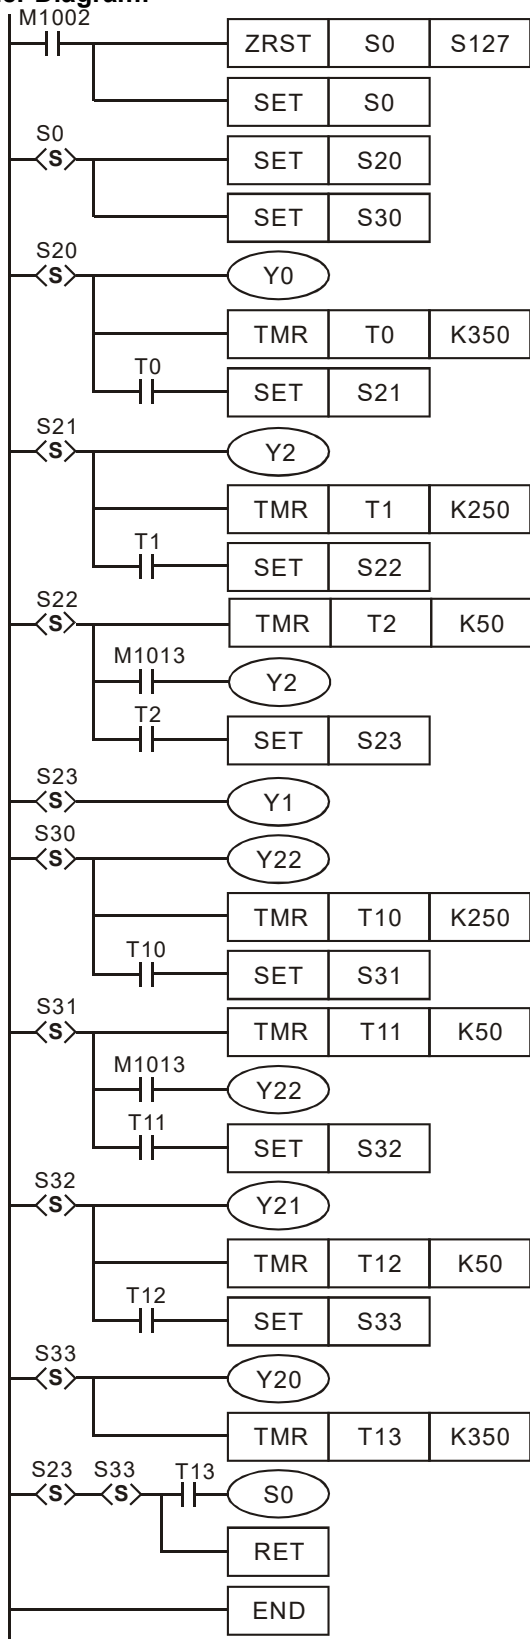 M1002
ZRST S0 S127
SET S0
S0
S SET S20
SET S30
S20
S Y0
TMR T0 K350
T0
SET S21
S21
S Y2
TMR T1 K250
T1
SET S22
S22
S TMR T2 K50
M1013
Y2
T2
SET S23
S23
S Y1
S30
S Y22
TMR T10 K250
T10
SET S31
S31
S TMR T11 K50
M1013
Y22
T11
SET S32
S32
S Y21
TMR T12 K50
T12
SET S33
S33
S Y20
TMR T13 K350
S23 S33 T13
S S S0
RET
END